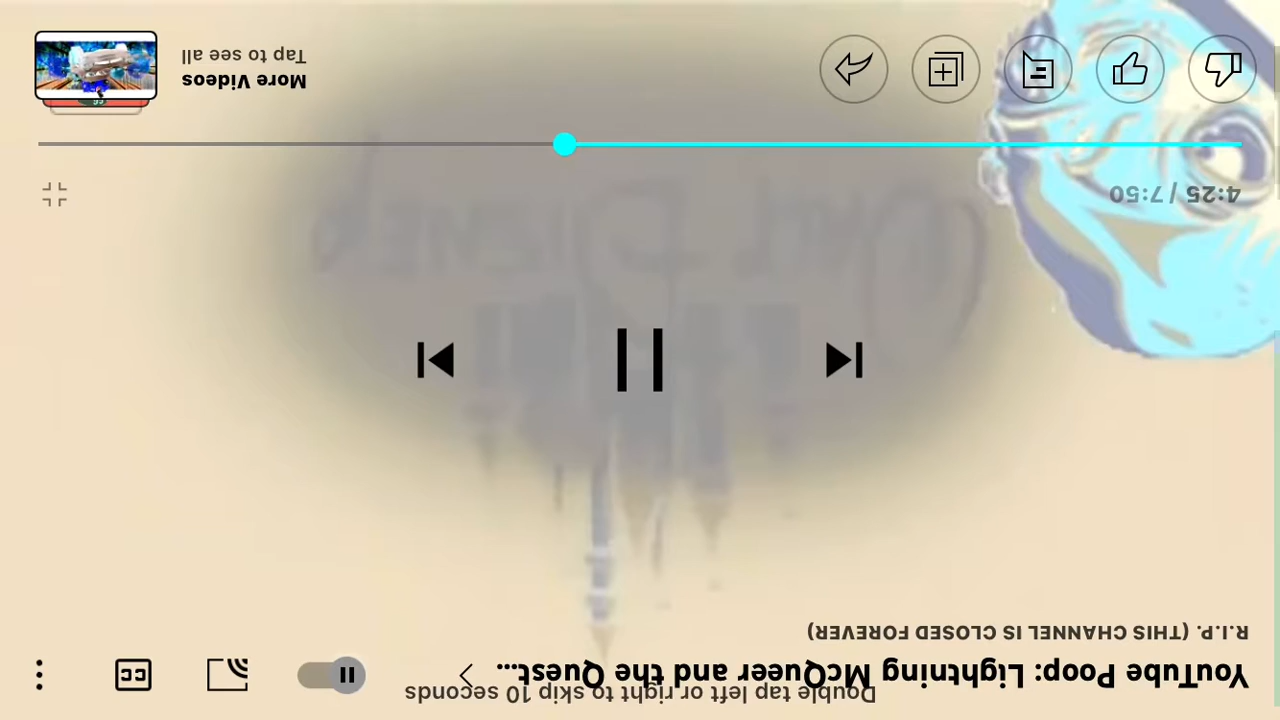 Double tap left or right to skip 10 seconds
YouTube Poop: Lightning McQueer and the Quest...
R.I.P. (THIS CHANNEL IS CLOSED FOREVER)
4:25 / 7:50
More Videos
Tap to see all